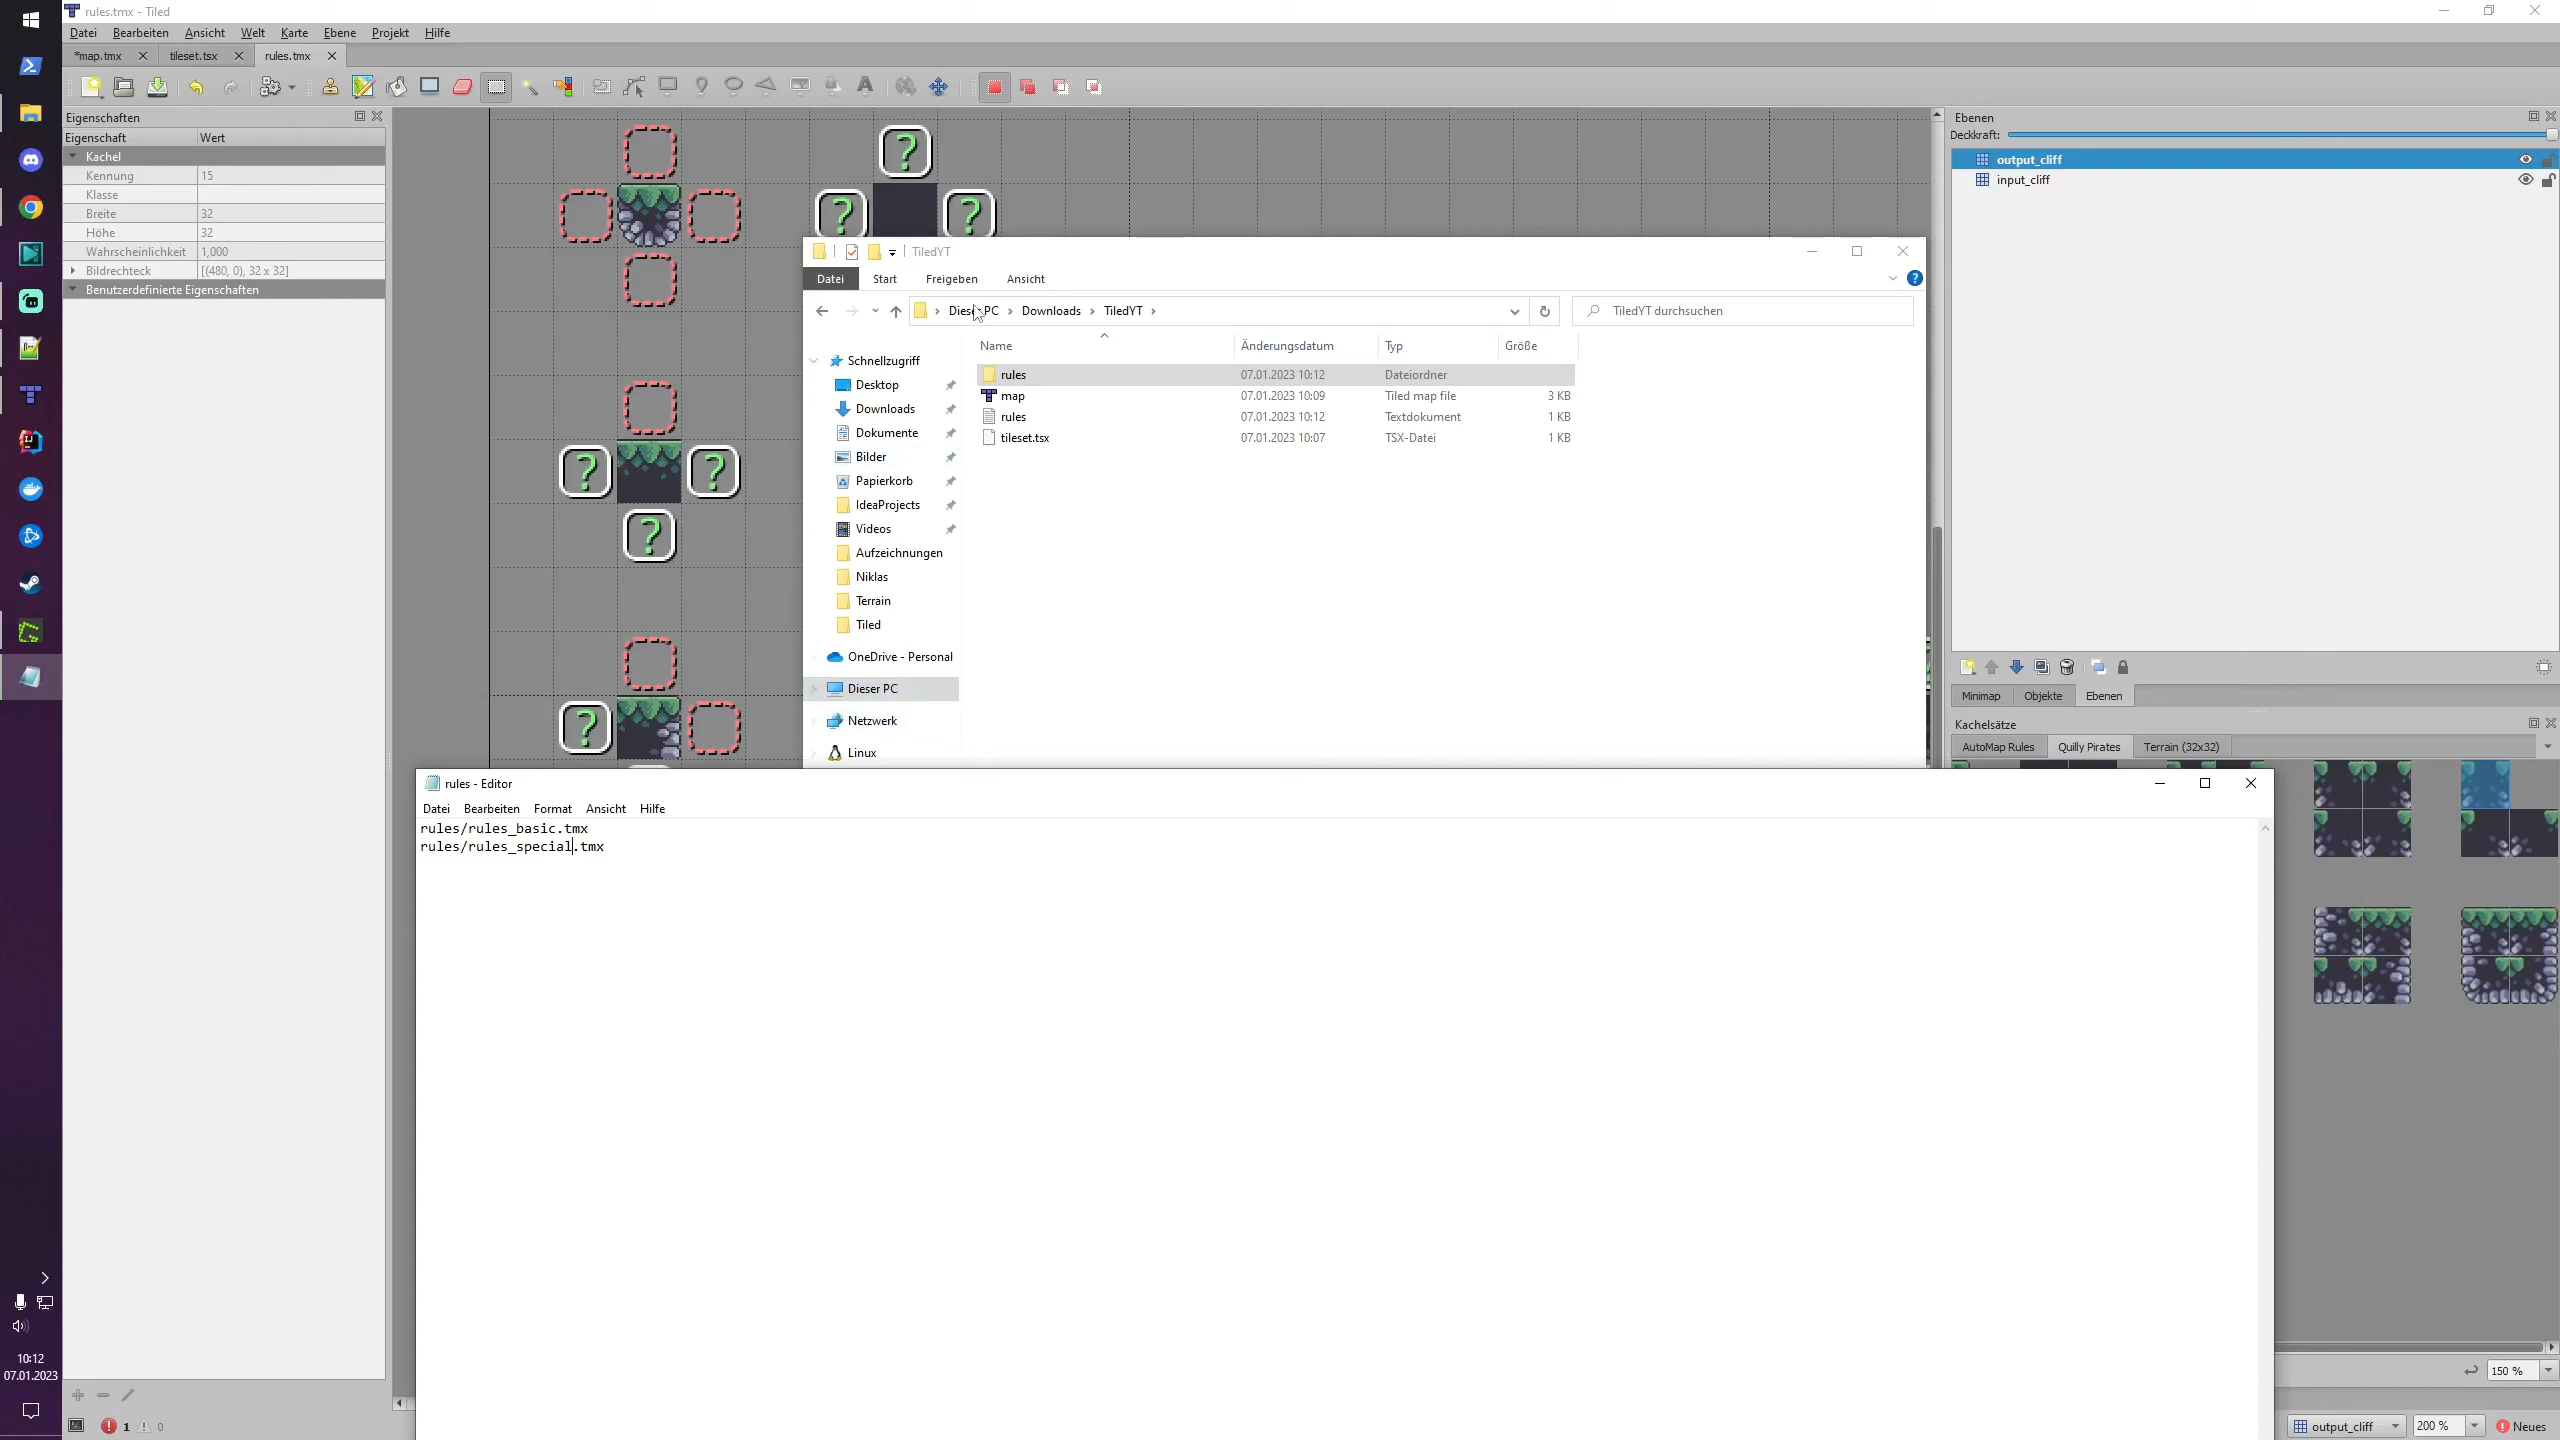 rules.tmx - Tiled
Datei Bearbeiten Ansicht Welt Karte Ebene Projekt Hilfe
*map.tmx tileset.tsx rules.tmx
Eigenschaften
Eigenschaft Wert
Kachel
Kennung 15
Klasse
Breite 32
Höhe 32
Wahrscheinlichkeit 1,000
Bildrechteck [(480, 0), 32 x 32]
Benutzerdefinierte Eigenschaften
?
? ?
? ?
?
?
TiledYT
Datei Start Freigeben Ansicht
Dieser PC Downloads TiledYT
TiledYT durchsuchen
Name Änderungsdatum Typ Größe
rules 07.01.2023 10:12 Dateiordner
map 07.01.2023 10:09 Tiled map file 3 KB
rules 07.01.2023 10:12 Textdokument 1 KB
tileset.tsx 07.01.2023 10:07 TSX-Datei 1 KB
Schnellzugriff
Desktop
Downloads
Dokumente
Bilder
Papierkorb
IdeaProjects
Videos
Aufzeichnungen
Niklas
Terrain
Tiled
OneDrive - Personal
Dieser PC
Netzwerk
Linux
rules - Editor
Datei Bearbeiten Format Ansicht Hilfe
rules/rules_basic.tmx
rules/rules_special.tmx
Ebenen
Deckkraft:
output_cliff
input_cliff
Minimap Objekte Ebenen
Kachelsätze
AutoMap Rules Quilly Pirates Terrain (32x32)
150 %
output_cliff 200 % Neues
10:12
07.01.2023
1 0